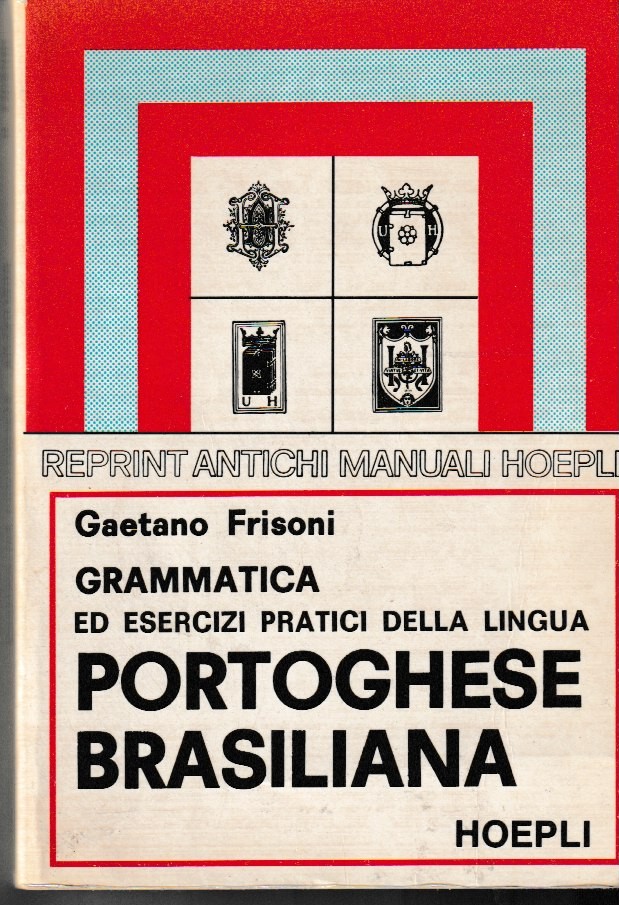 U H
U H
REPRINT ANTICHI MANUALI HOEPLI
Gaetano Frisoni
GRAMMATICA
ED ESERCIZI PRATICI DELLA LINGUA
PORTOGHESE
BRASILIANA
HOEPLI